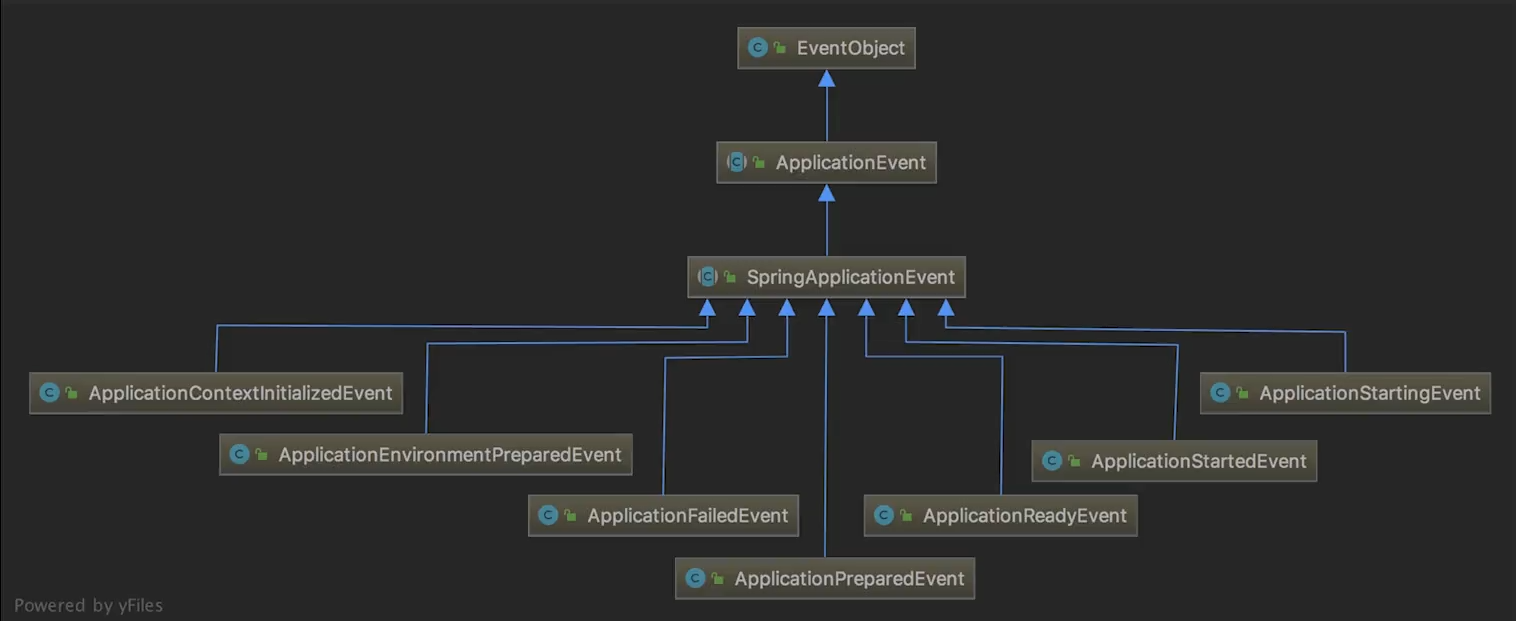 EventObject
ApplicationEvent
SpringApplicationEvent
ApplicationContextInitializedEvent
ApplicationStartingEvent
ApplicationEnvironmentPreparedEvent
ApplicationStartedEvent
ApplicationFailedEvent
ApplicationReadyEvent
ApplicationPreparedEvent
Powered by yFiles